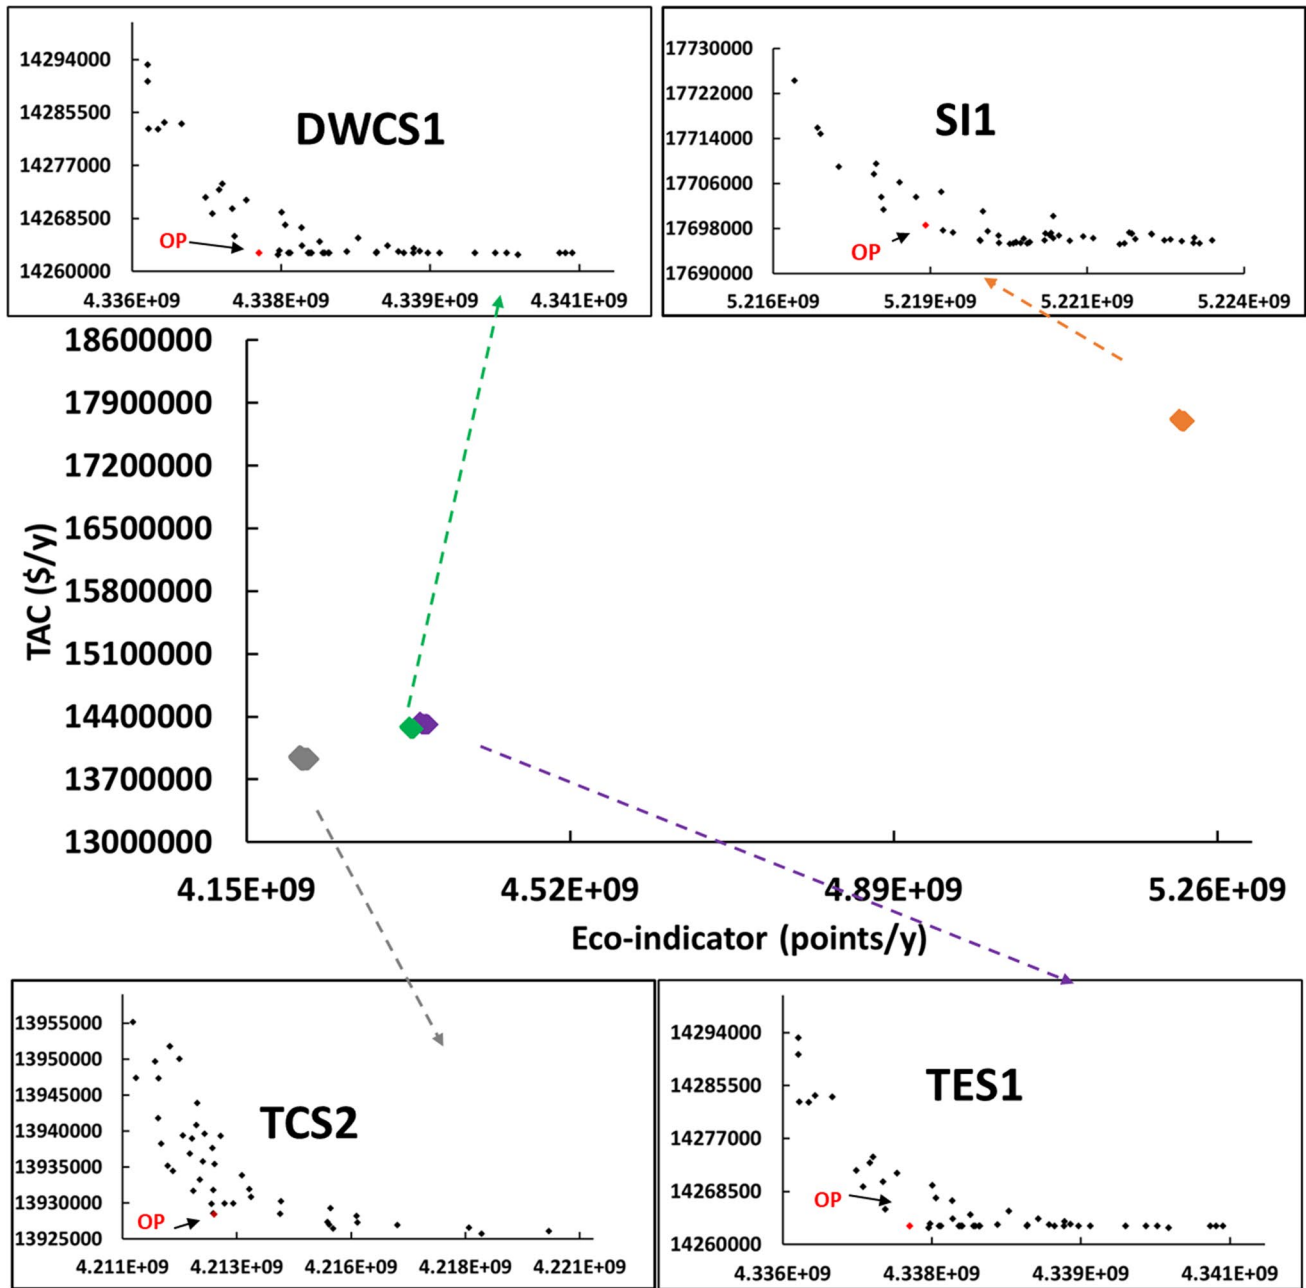 14294000
14285500
14277000
14268500
14260000
DWCS1
OP
4.336E+09 4.338E+09 4.339E+09 4.341E+09
17730000
17722000
17714000
17706000
17698000
17690000
SI1
OP
5.216E+09 5.219E+09 5.221E+09 5.224E+09
TAC ($/y)
18600000
17900000
17200000
16500000
15800000
15100000
14400000
13700000
13000000
4.15E+09 4.52E+09 4.89E+09 5.26E+09
Eco-indicator (points/y)
13955000
13950000
13945000
13940000
13935000
13930000
13925000
TCS2
OP
4.211E+09 4.213E+09 4.216E+09 4.218E+09 4.221E+09
14294000
14285500
14277000
14268500
14260000
TES1
OP
4.336E+09 4.338E+09 4.339E+09 4.341E+09